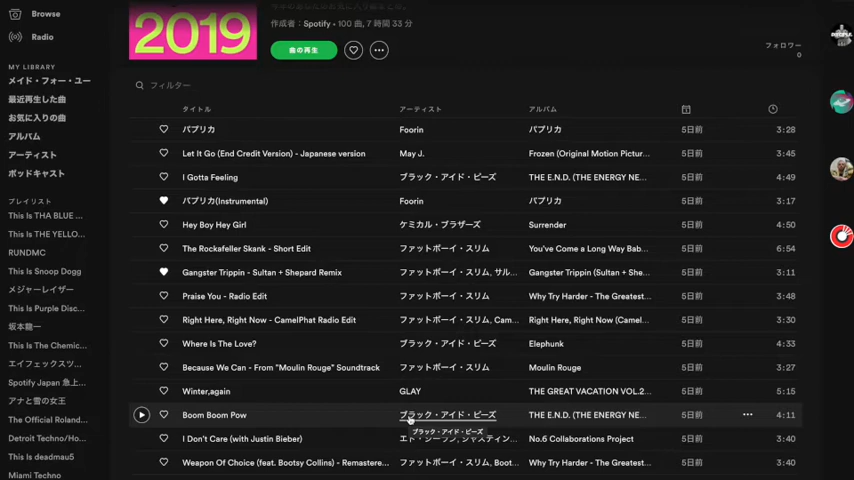 Browse
Radio
MY LIBRARY
メイド・フォー・ユー
最近再生した曲
お気に入りの曲
アルバム
アーティスト
ポッドキャスト
プレイリスト
This Is THA BLUE ...
This Is THE YELLO...
RUNDMC
This Is Snoop Dogg
メジャーレイザー
This Is Purple Disc...
坂本龍一
This Is The Chemic...
エイフェックスツ...
Spotify Japan 急上...
アナと雪の女王
The Official Roland...
Detroit Techno/Ho...
This Is deadmau5
Miami Techno
2019
作成者：Spotify・100 曲, 7 時間 33 分
曲の再生
フォロワー
0
フィルター
タイトル アーティスト アルバム
パプリカ Foorin パプリカ 5日前 3:28
Let It Go (End Credit Version) - Japanese version May J. Frozen (Original Motion Pictur... 5日前 3:45
I Gotta Feeling ブラック・アイド・ピーズ THE E.N.D. (THE ENERGY NE... 5日前 4:49
パプリカ(Instrumental) Foorin パプリカ 5日前 3:17
Hey Boy Hey Girl ケミカル・ブラザーズ Surrender 5日前 4:50
The Rockafeller Skank - Short Edit ファットボーイ・スリム You've Come a Long Way Bab... 5日前 6:54
Gangster Trippin - Sultan + Shepard Remix ファットボーイ・スリム, サル... Gangster Trippin (Sultan + She... 5日前 3:11
Praise You - Radio Edit ファットボーイ・スリム Why Try Harder - The Greatest... 5日前 3:48
Right Here, Right Now - CamelPhat Radio Edit ファットボーイ・スリム, Cam... Right Here, Right Now (Camel... 5日前 3:30
Where Is The Love? ブラック・アイド・ピーズ Elephunk 5日前 4:33
Because We Can - From "Moulin Rouge" Soundtrack ファットボーイ・スリム Moulin Rouge 5日前 3:27
Winter,again GLAY THE GREAT VACATION VOL.2... 5日前 5:15
Boom Boom Pow ブラック・アイド・ピーズ THE E.N.D. (THE ENERGY NE... 5日前 4:11
ブラック・アイド・ピーズ
I Don't Care (with Justin Bieber) エド・シーラン, ジャスティン... No.6 Collaborations Project 5日前 3:40
Weapon Of Choice (feat. Bootsy Collins) - Remastere... ファットボーイ・スリム, Boot... Why Try Harder - The Greatest... 5日前 3:40